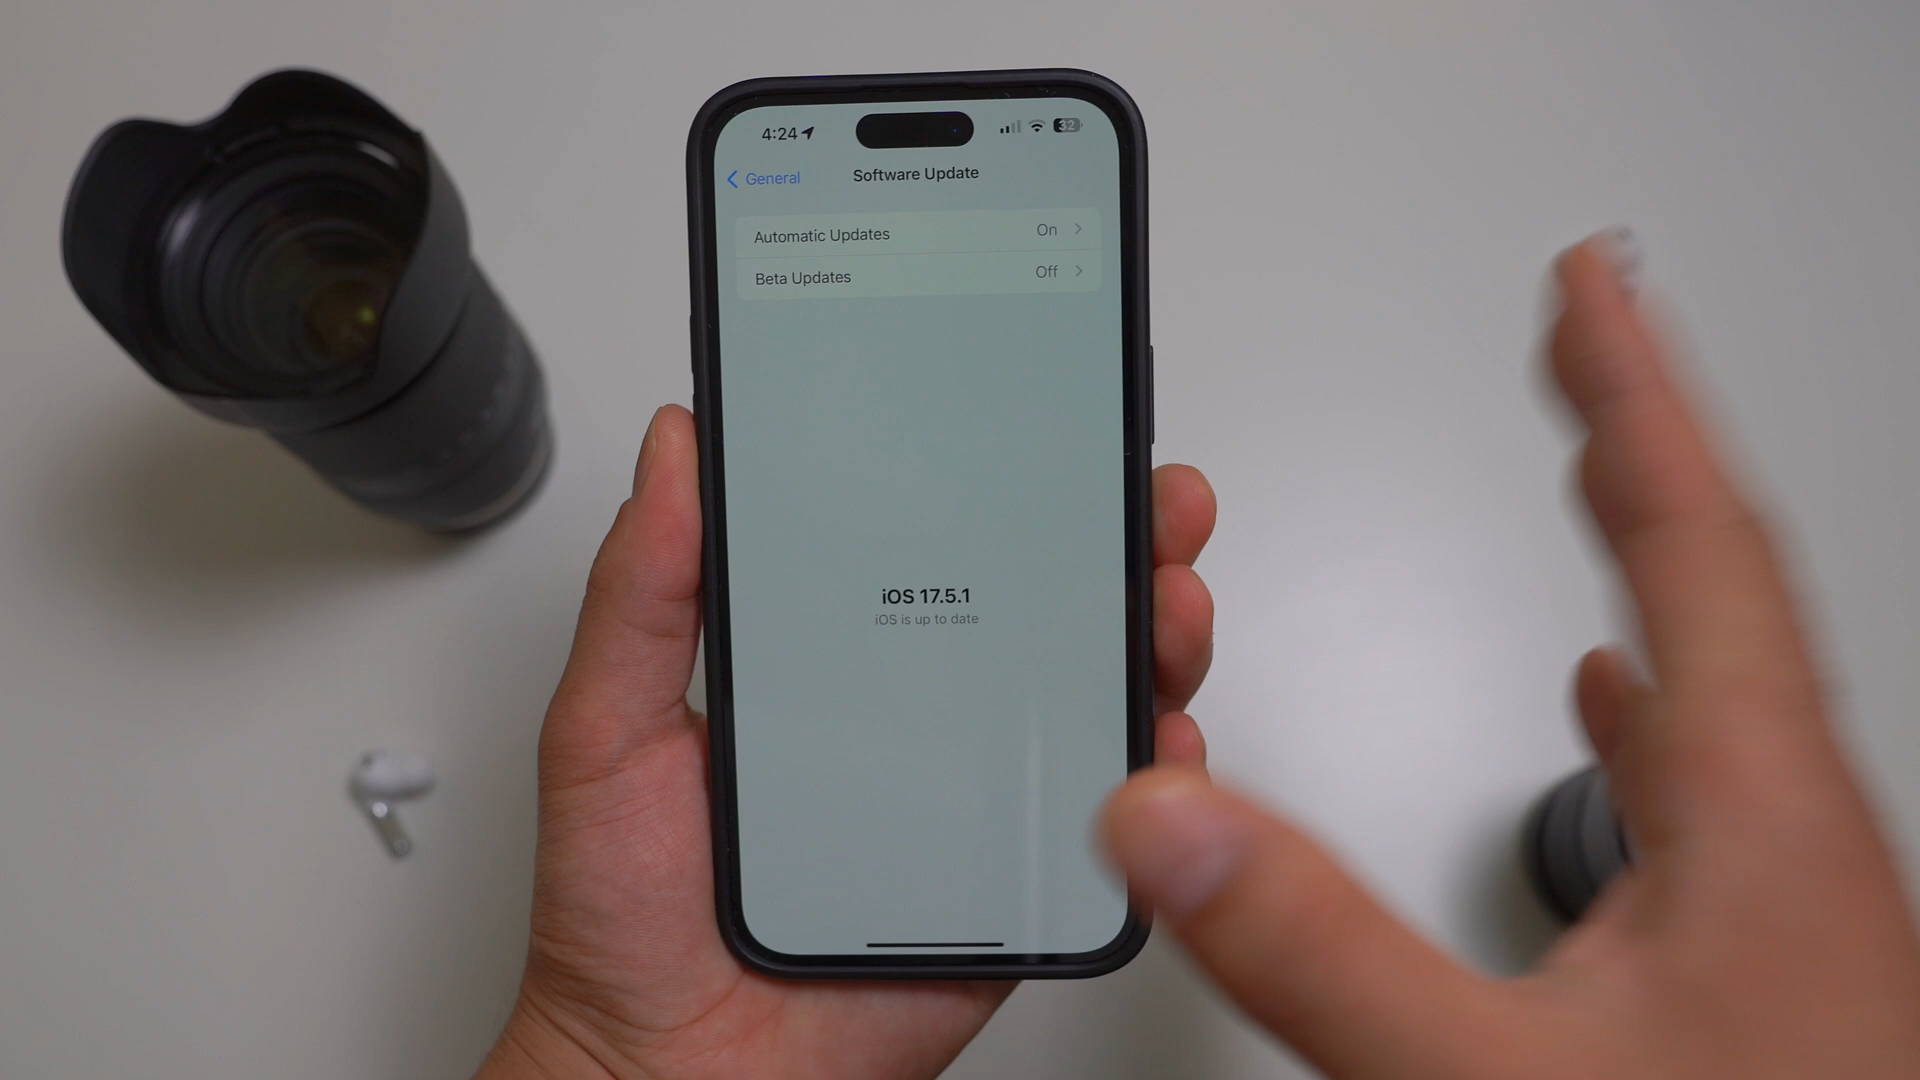 4:24
32
General
Software Update
Automatic Updates On
Beta Updates Off
iOS 17.5.1
iOS is up to date